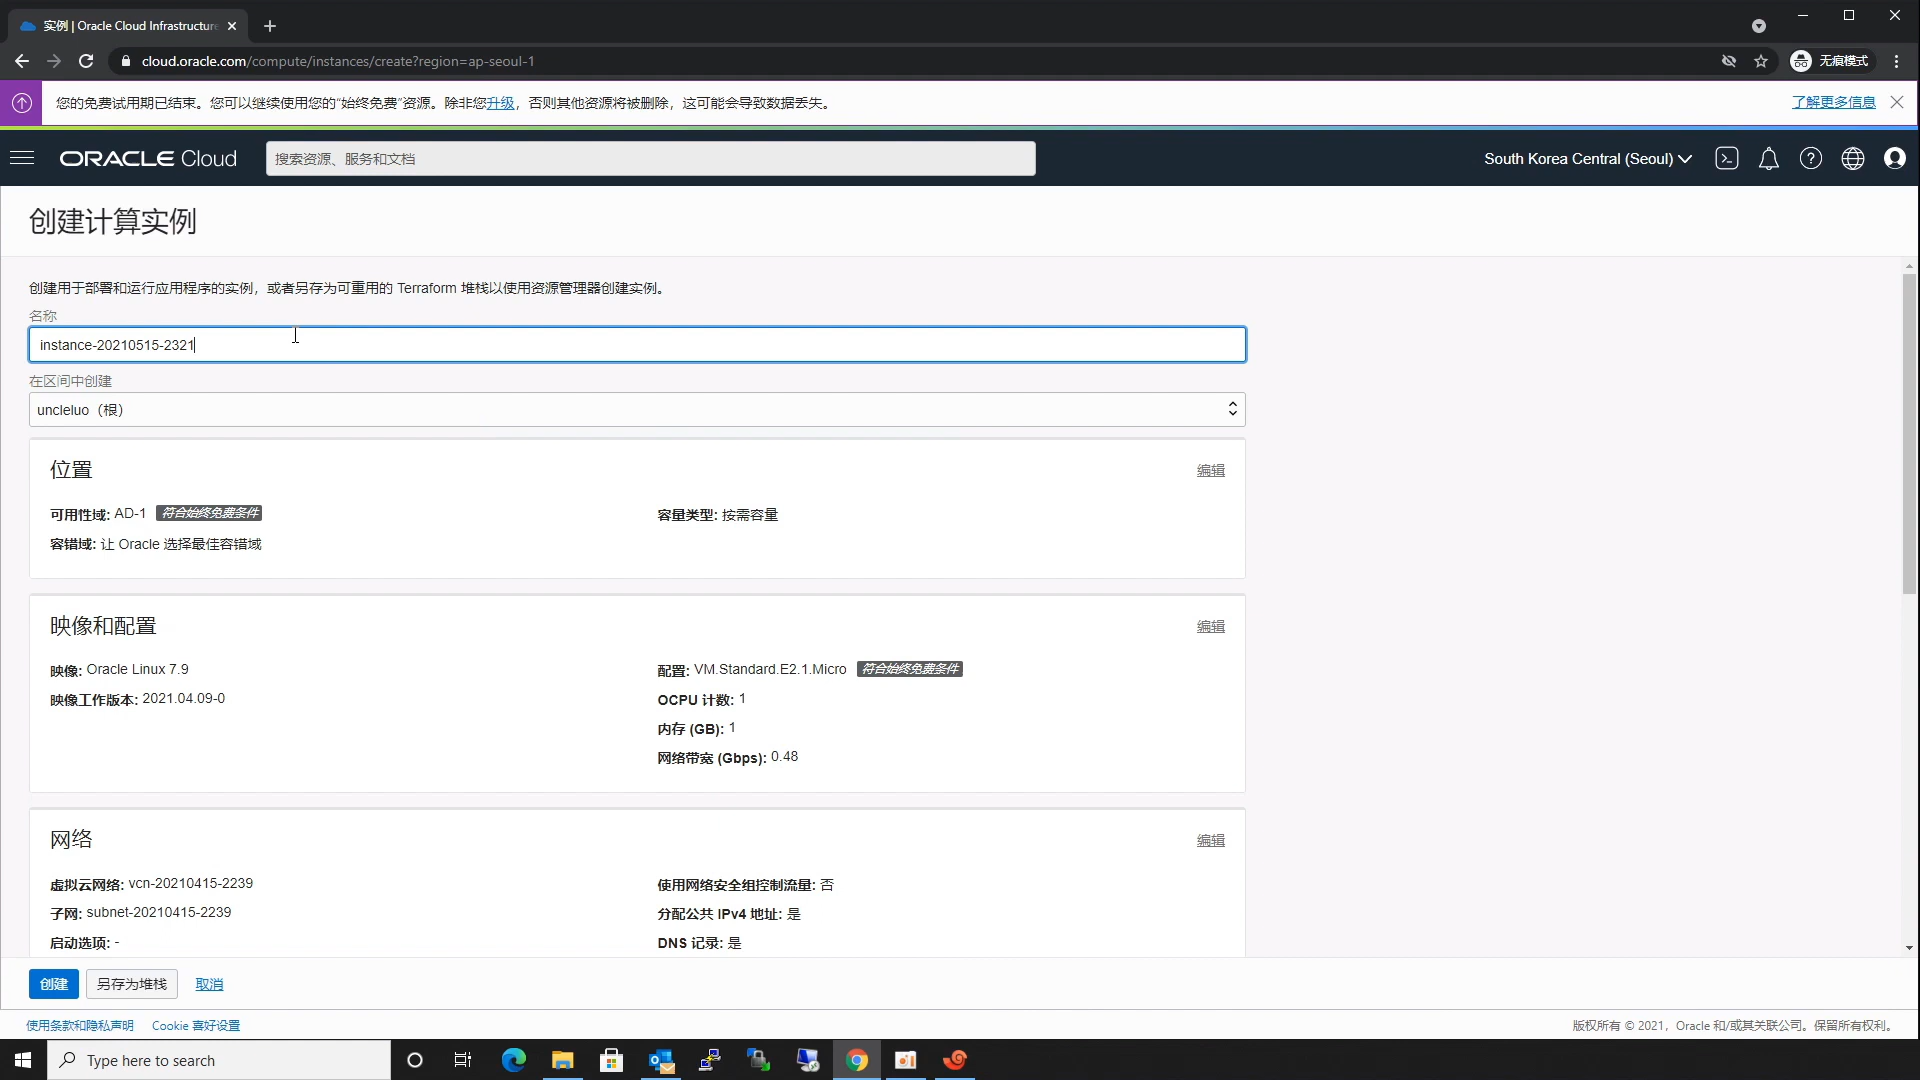 实例 | Oracle Cloud Infrastructure
cloud.oracle.com/compute/instances/create?region=ap-seoul-1
无痕模式
您的免费试用期已结束。您可以继续使用您的“始终免费”资源。除非您升级，否则其他资源将被删除，这可能会导致数据丢失。
了解更多信息
ORACLE Cloud
搜索资源、服务和文档
South Korea Central (Seoul)
创建计算实例
创建用于部署和运行应用程序的实例，或者另存为可重用的 Terraform 堆栈以使用资源管理器创建实例。
名称
instance-20210515-2321
在区间中创建
uncleluo（根）
位置
编辑
可用性域: AD-1 符合始终免费条件
容量类型: 按需容量
容错域: 让 Oracle 选择最佳容错域
映像和配置
编辑
映像: Oracle Linux 7.9
配置: VM.Standard.E2.1.Micro 符合始终免费条件
映像工作版本: 2021.04.09-0
OCPU 计数: 1
内存 (GB): 1
网络带宽 (Gbps): 0.48
网络
编辑
虚拟云网络: vcn-20210415-2239
使用网络安全组控制流量: 否
子网: subnet-20210415-2239
分配公共 IPv4 地址: 是
启动选项: -
DNS 记录: 是
创建
另存为堆栈
取消
使用条款和隐私声明
Cookie 喜好设置
版权所有 © 2021，Oracle 和/或其关联公司。保留所有权利。
Type here to search